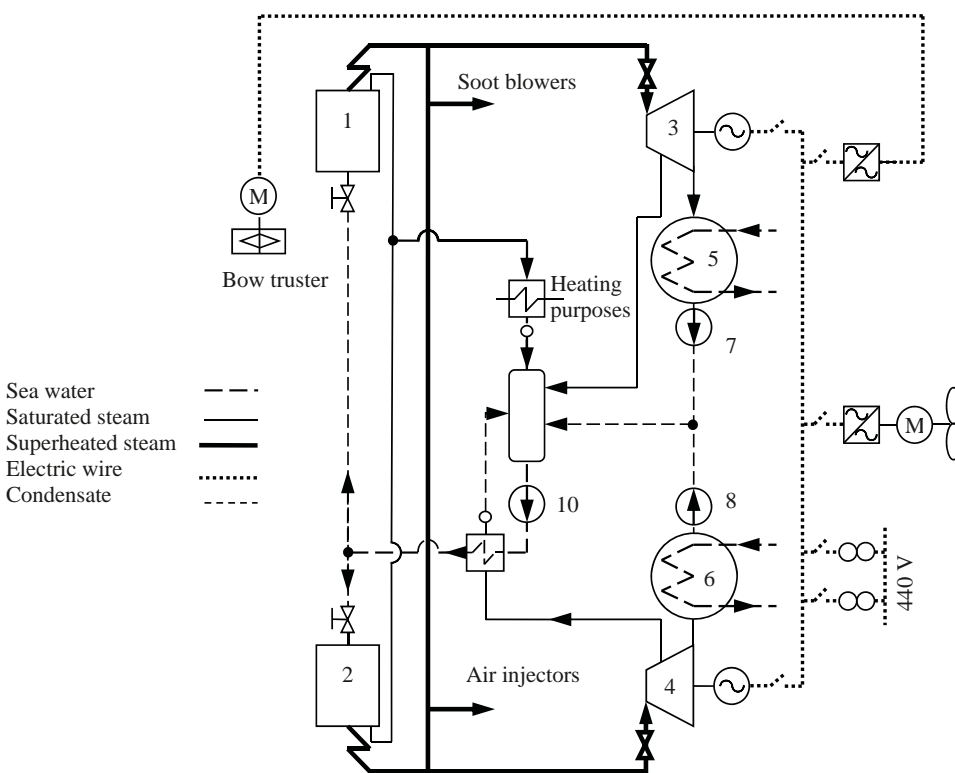 Soot blowers
1
3
M
5
Bow truster
Heating
purposes
7
Sea water
Saturated steam
Superheated steam
Electric wire
Condensate
M
10
8
6
440 V
2
Air injectors
4